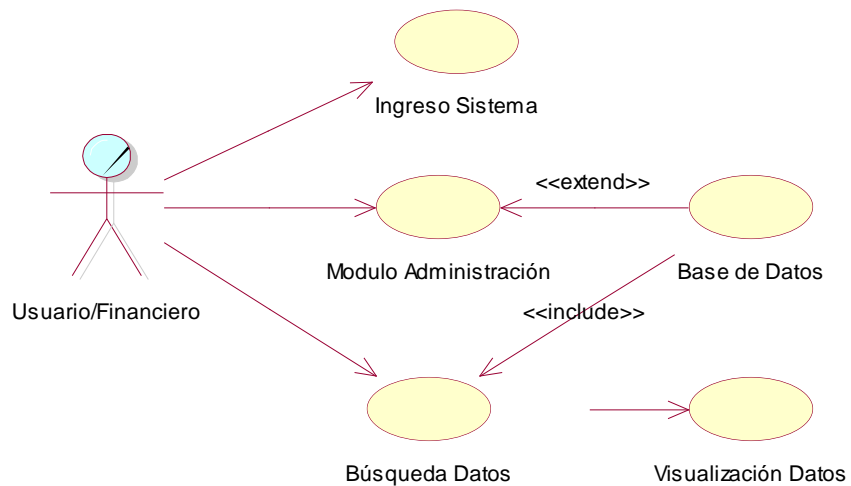 Ingreso Sistema
<<extend>>
Modulo Administración
Base de Datos
Usuario/Financiero
<<include>>
Búsqueda Datos
Visualización Datos